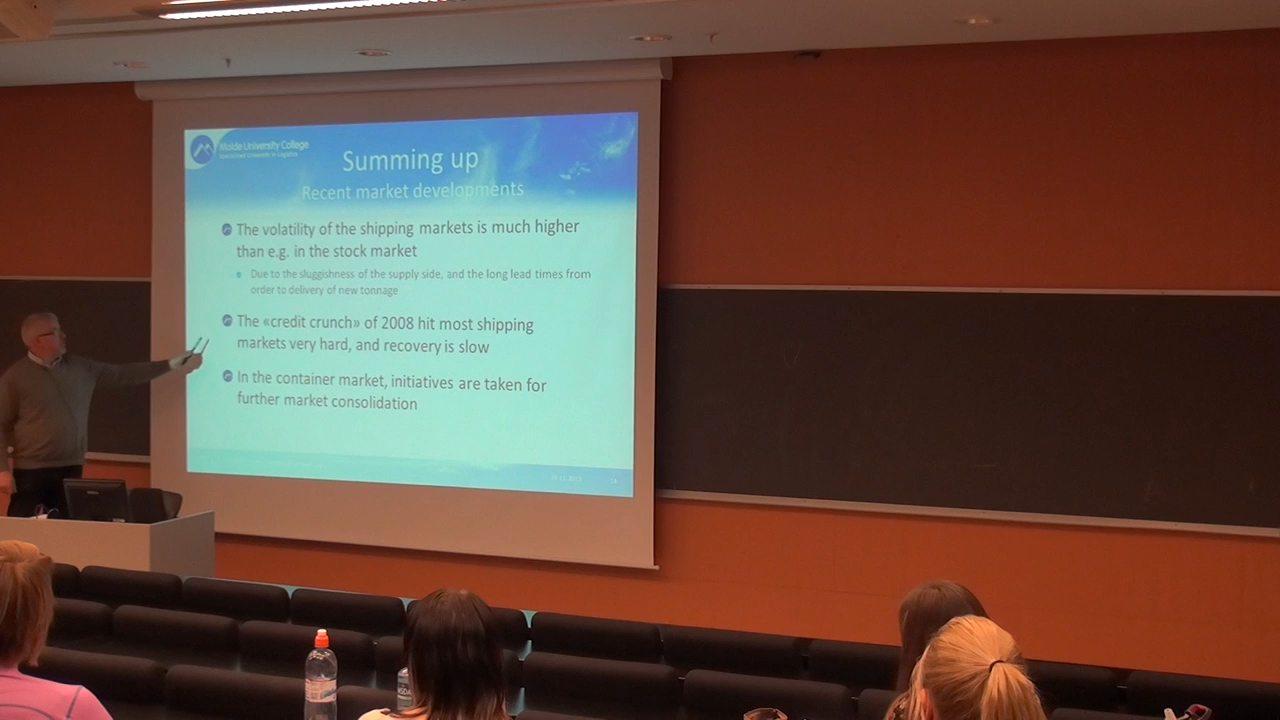 Molde University College
Specialized University in Logistics
Summing up
Recent market developments
The volatility of the shipping markets is much higher
than e.g. in the stock market
Due to the sluggishness of the supply side, and the long lead times from
order to delivery of new tonnage
The «credit crunch» of 2008 hit most shipping
markets very hard, and recovery is slow
In the container market, initiatives are taken for
further market consolidation